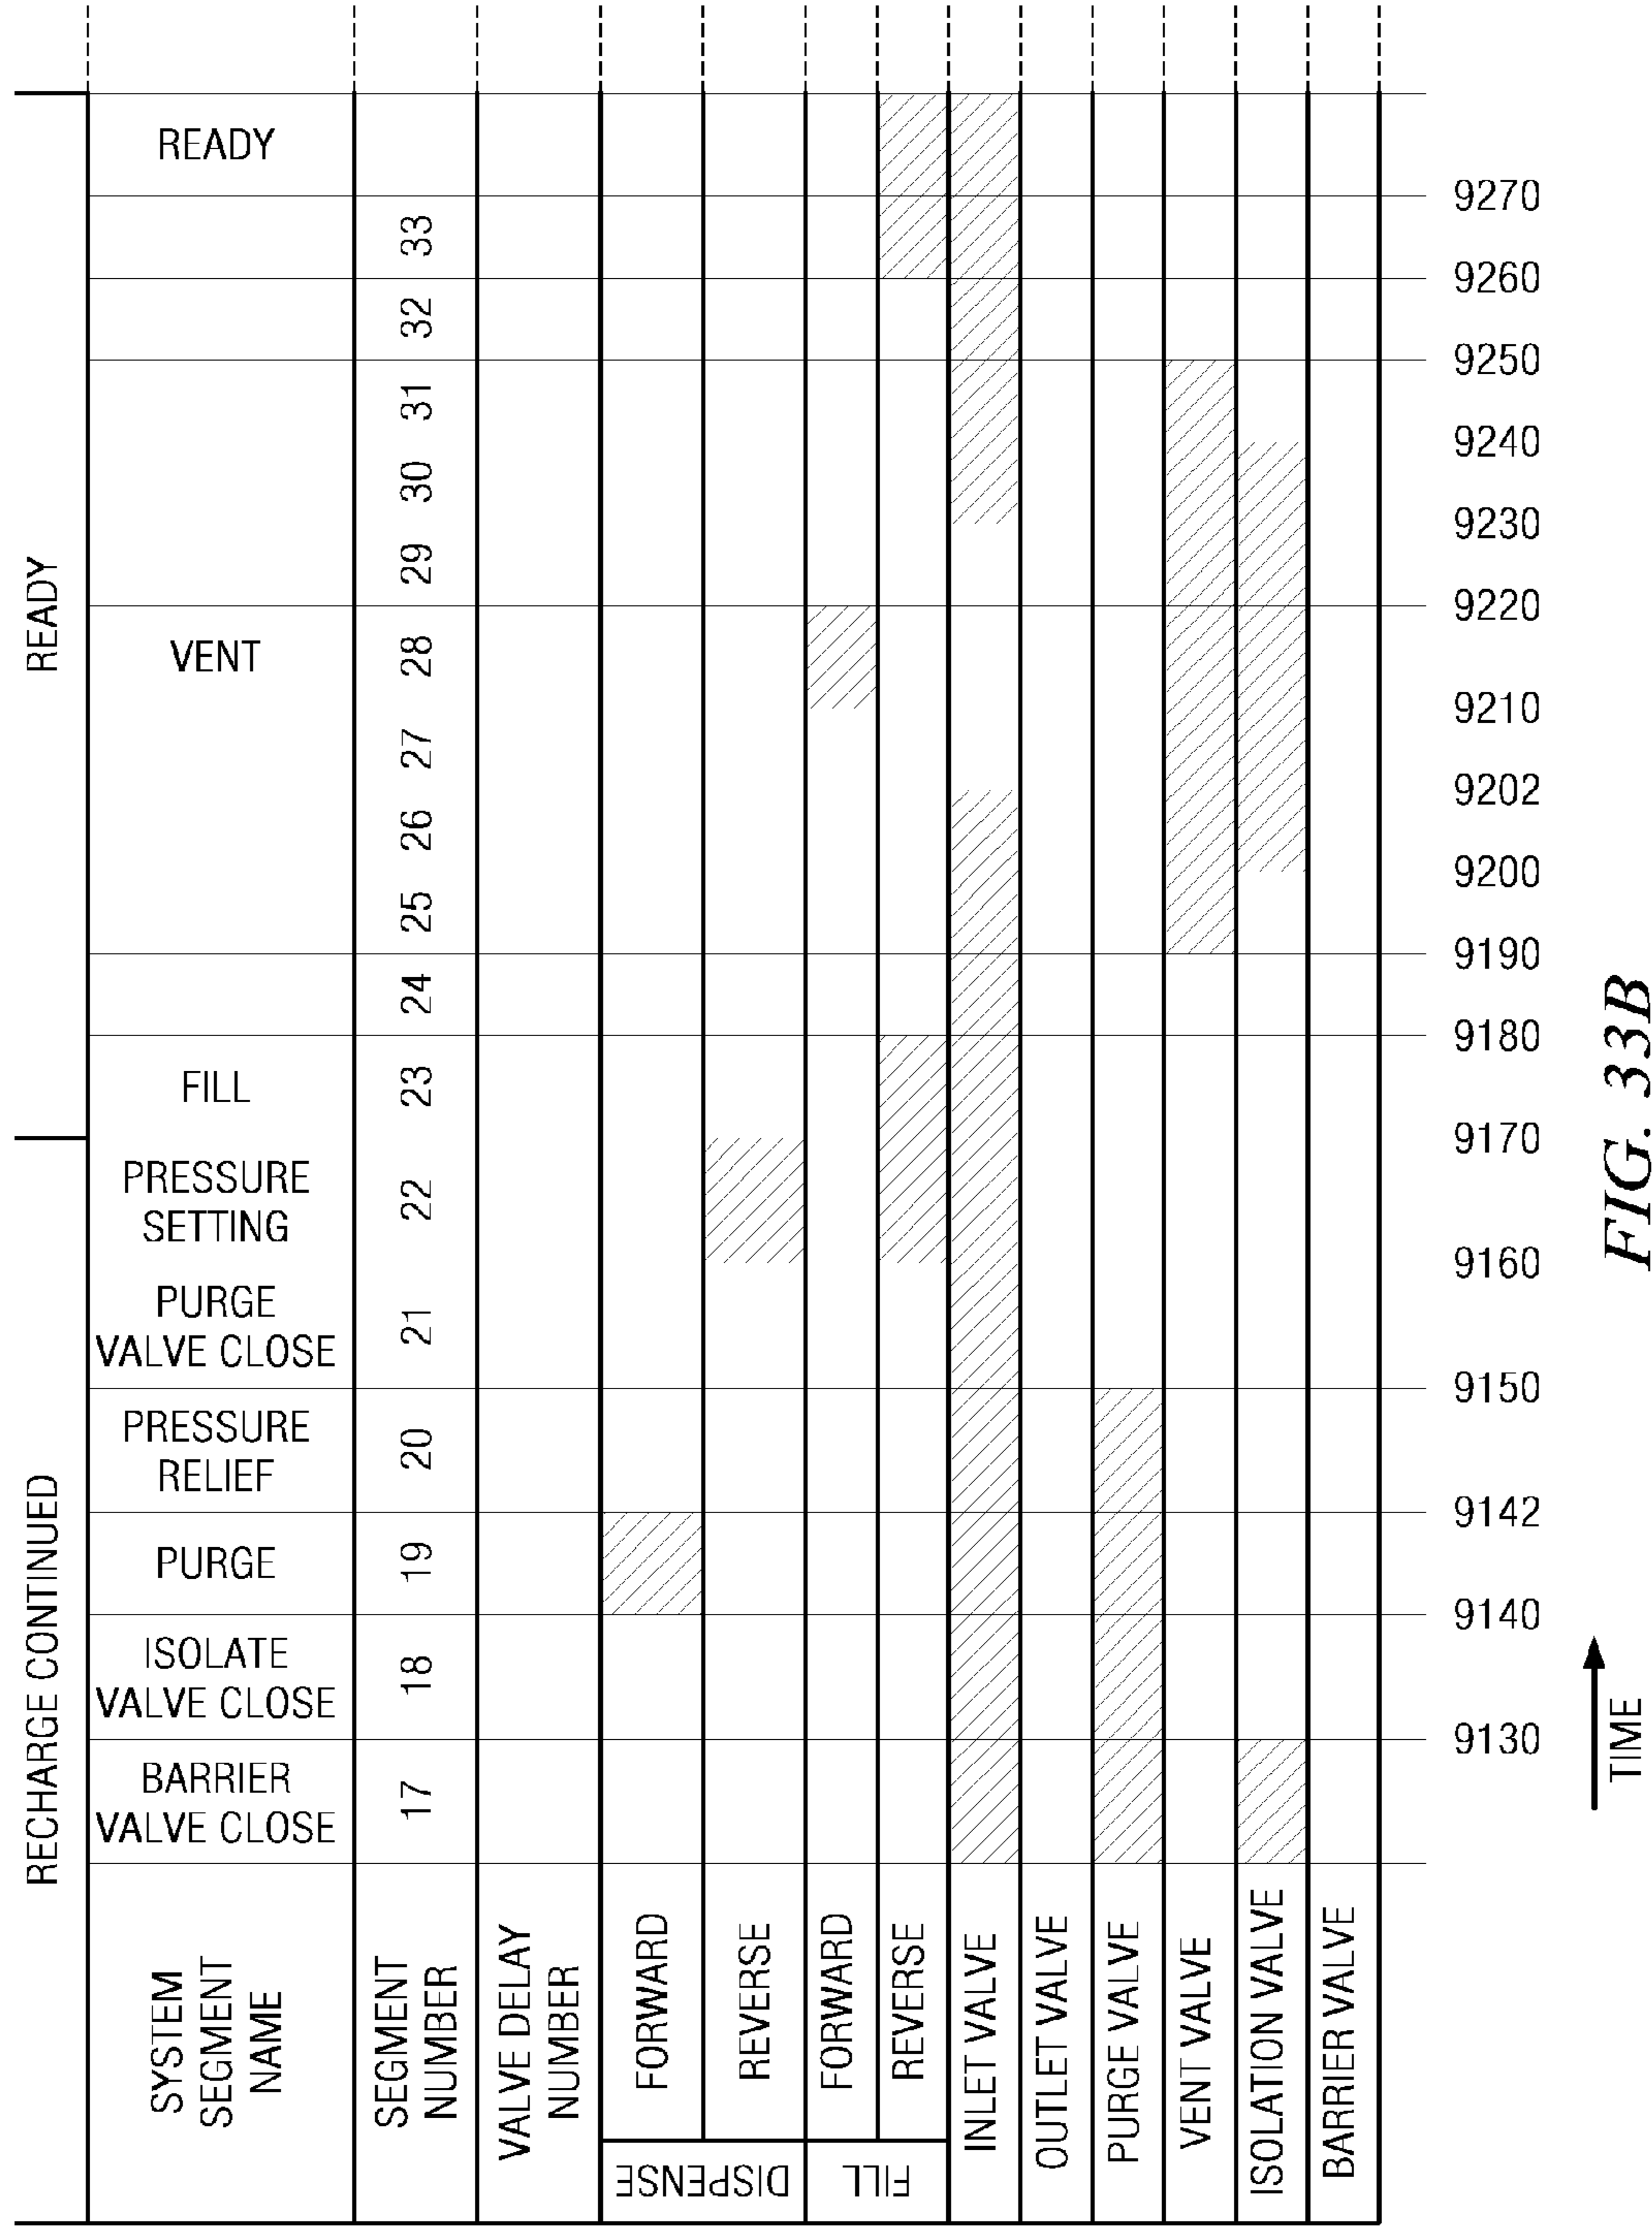 RECHARGE CONTINUED
READY
SYSTEM
SEGMENT
NAME
BARRIER
VALVE CLOSE
ISOLATE
VALVE CLOSE
PURGE
PRESSURE
RELIEF
PURGE
VALVE CLOSE
PRESSURE
SETTING
FILL
VENT
READY
SEGMENT
NUMBER
17
18
19
20
21
22
23
24
25
26
27
28
29
30
31
32
33
VALVE DELAY
NUMBER
DISPENSE
FORWARD
REVERSE
FILL
FORWARD
REVERSE
INLET VALVE
OUTLET VALVE
PURGE VALVE
VENT VALVE
ISOLATION VALVE
BARRIER VALVE
9130
9140
9142
9150
9160
9170
9180
9190
9200
9202
9210
9220
9230
9240
9250
9260
9270
TIME
FIG. 33B